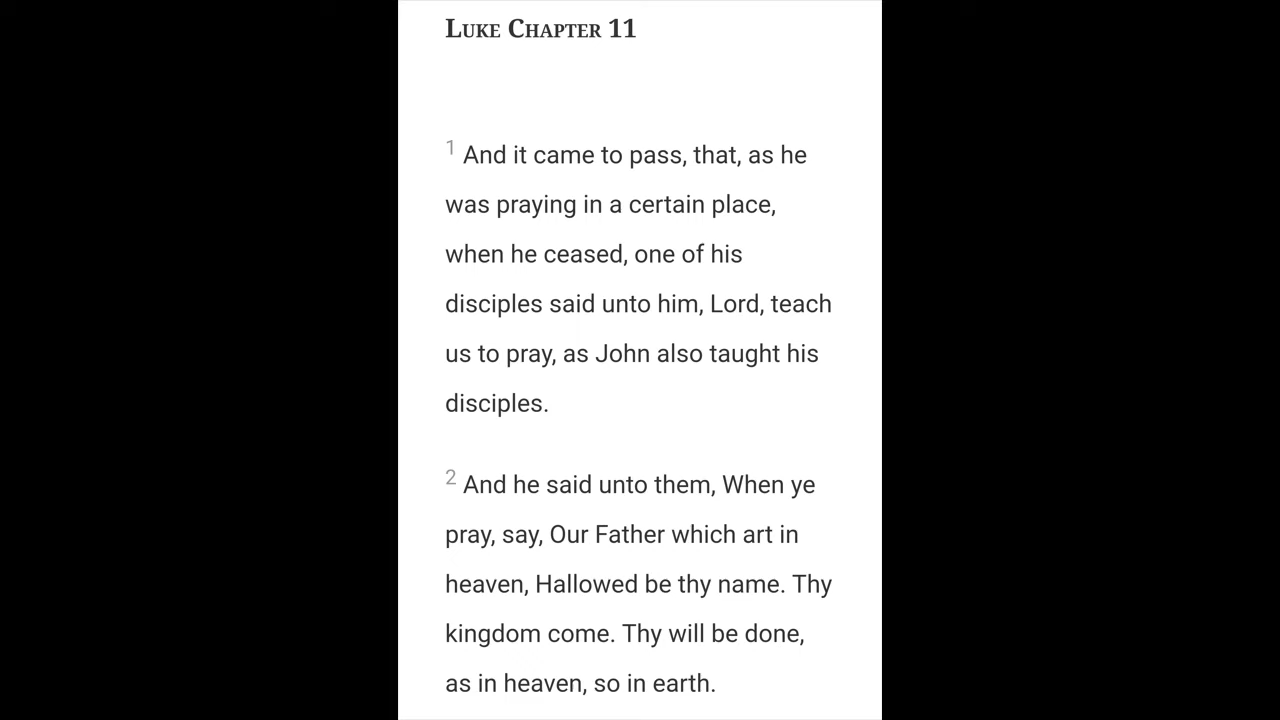 Luke Chapter 11
1 And it came to pass, that, as he
was praying in a certain place,
when he ceased, one of his
disciples said unto him, Lord, teach
us to pray, as John also taught his
disciples.
2 And he said unto them, When ye
pray, say, Our Father which art in
heaven, Hallowed be thy name. Thy
kingdom come. Thy will be done,
as in heaven, so in earth.